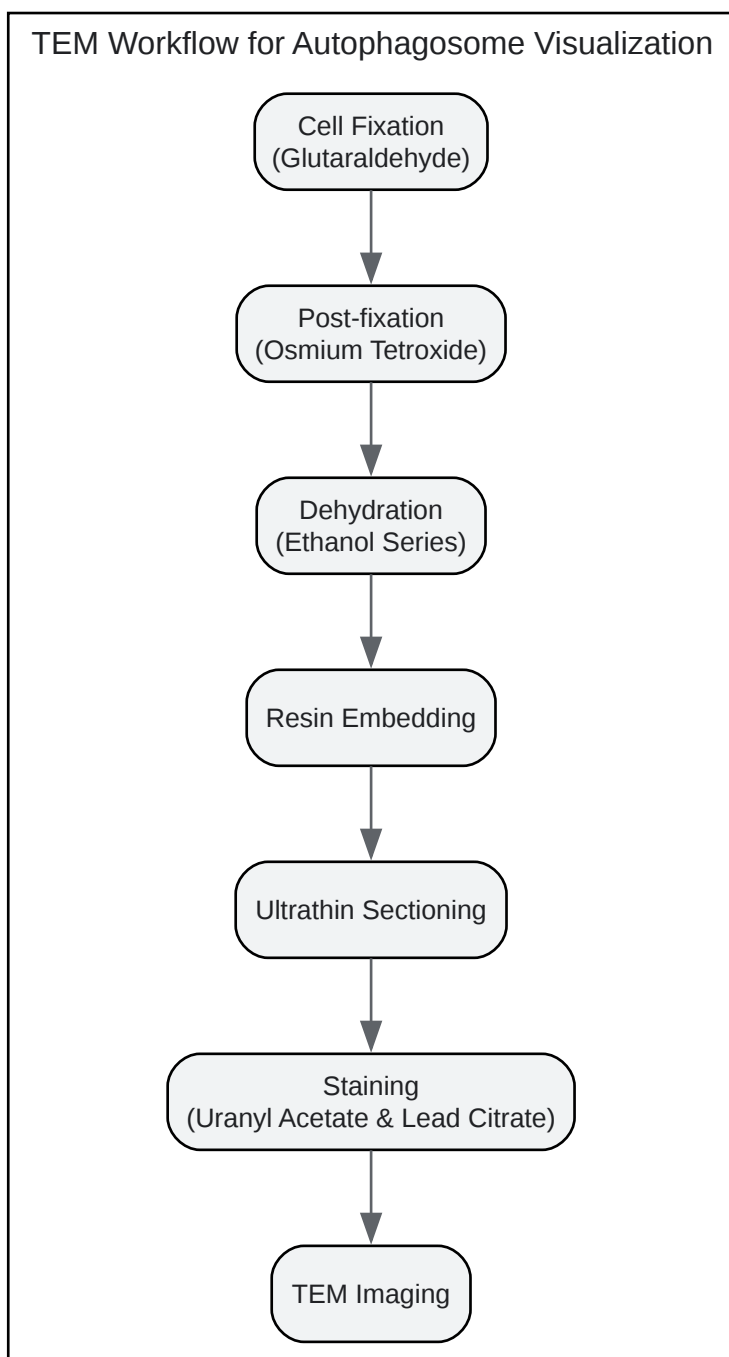 TEM Workflow for Autophagosome Visualization
Cell Fixation
(Glutaraldehyde)
Post-fixation
(Osmium Tetroxide)
Dehydration
(Ethanol Series)
Resin Embedding
Ultrathin Sectioning
Staining
(Uranyl Acetate & Lead Citrate)
TEM Imaging